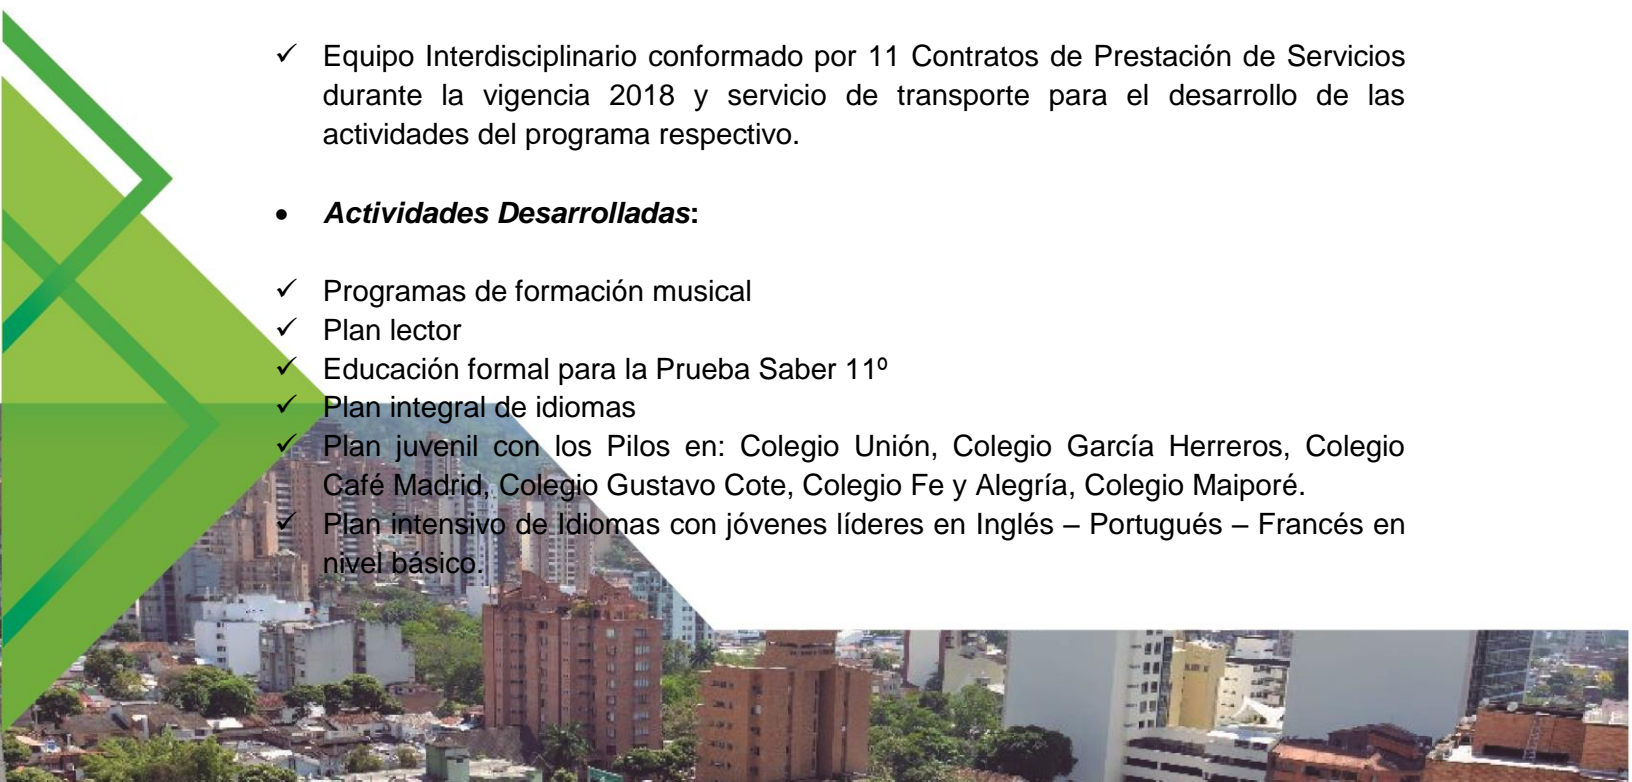 ✓ Equipo Interdisciplinario conformado por 11 Contratos de Prestación de Servicios
durante la vigencia 2018 y servicio de transporte para el desarrollo de las
actividades del programa respectivo.
• Actividades Desarrolladas:
✓ Programas de formación musical
✓ Plan lector
✓ Educación formal para la Prueba Saber 11º
✓ Plan integral de idiomas
✓ Plan juvenil con los Pilos en: Colegio Unión, Colegio García Herreros, Colegio
Café Madrid, Colegio Gustavo Cote, Colegio Fe y Alegría, Colegio Maiporé.
✓ Plan intensivo de Idiomas con jóvenes líderes en Inglés – Portugués – Francés en
nivel básico.